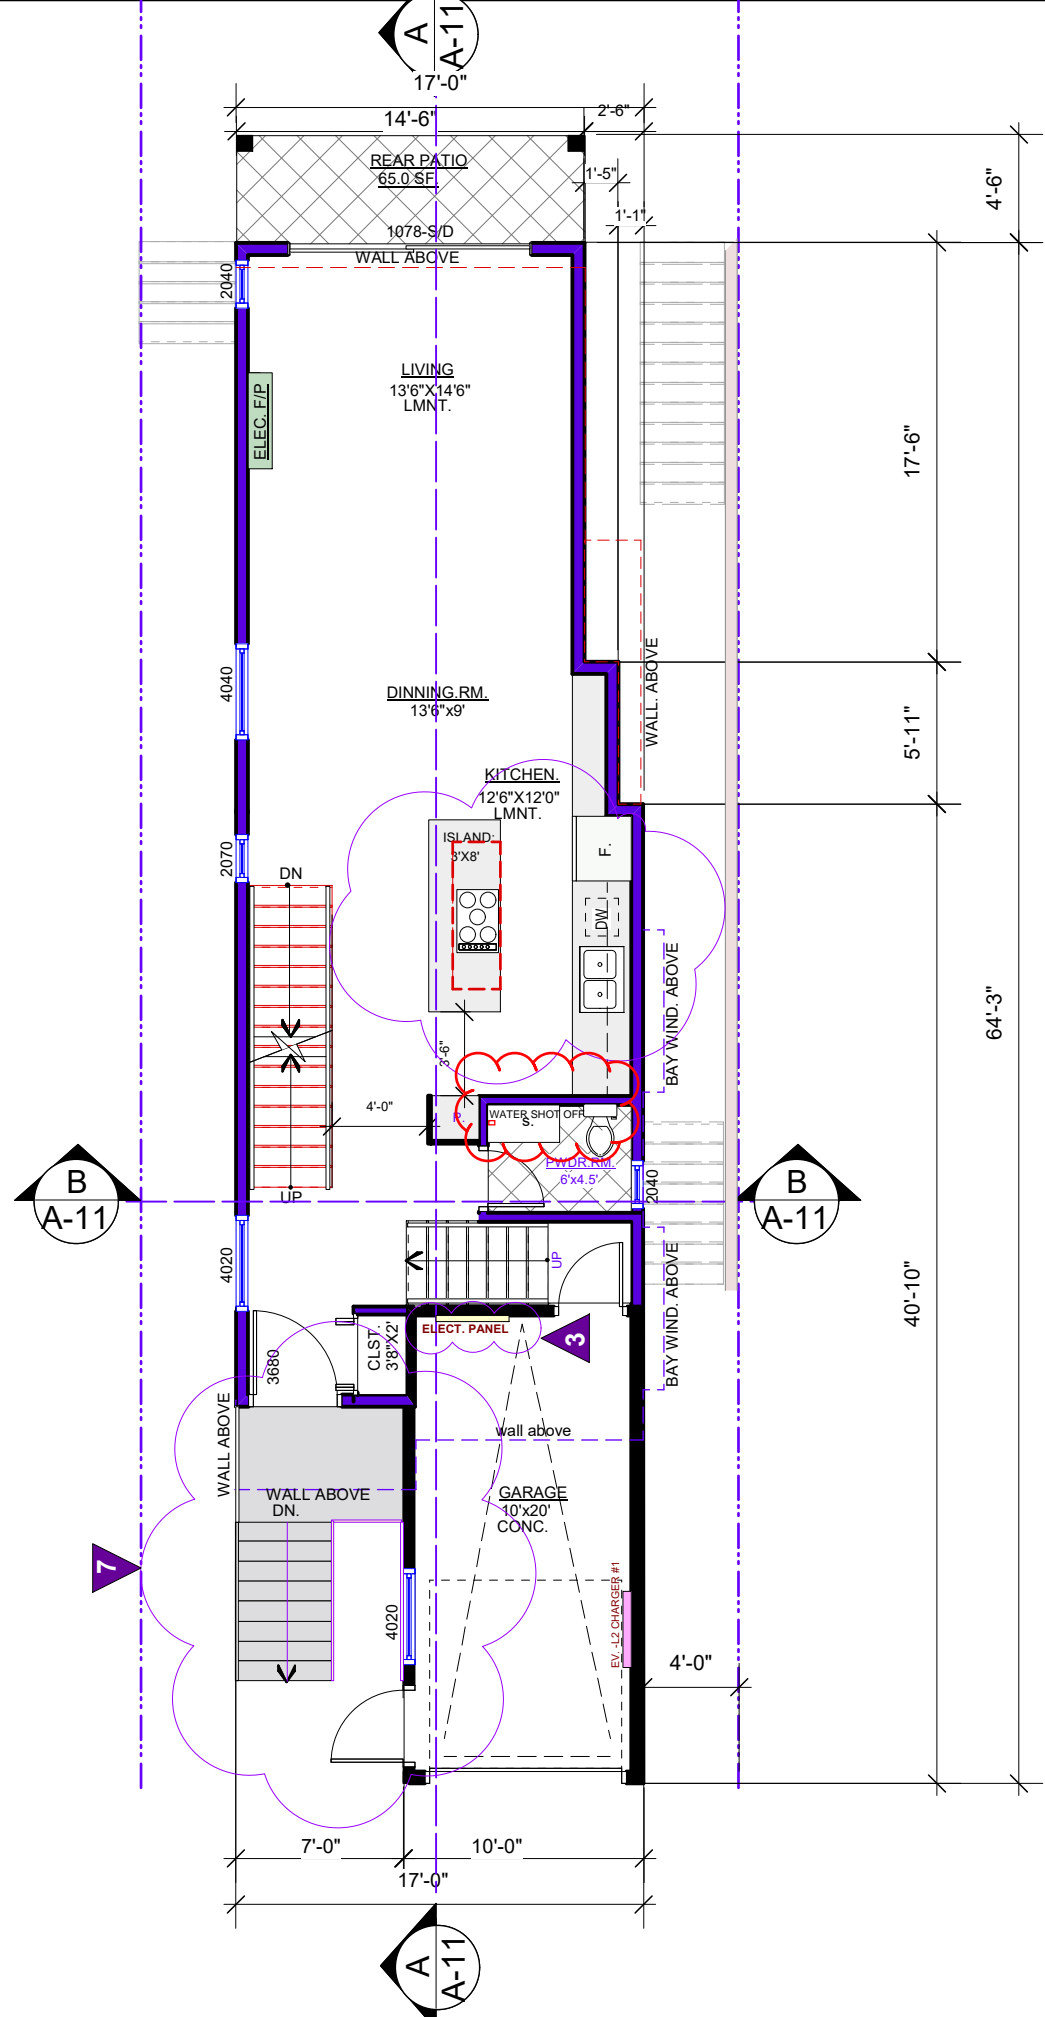 A
A-11
17'-0"
14'-6"
2'-6"
REAR PATIO
65.0 SF.
1'-5"
4'-6"
1'-1"
1078-S/D
WALL ABOVE
2040
LIVING
13'6"X14'6"
LMNT.
ELEC. F/P
17'-6"
4040
DINNING.RM.
13'6"x9'
WALL. ABOVE
5'-11"
KITCHEN.
12'6"X12'0"
LMNT.
ISLAND:
3'X8'
F.
2070
DN
DW
BAY WIND. ABOVE
64'-3"
3'-6"
4'-0"
P.
WATER SHOT OFF
S.
PWDR.RM.
6'x4.5'
2040
UP
B
A-11
B
A-11
4020
UP
BAY WIND. ABOVE
40'-10"
ELECT. PANEL
3
CLST.
3'8"X2'
3680
WALL ABOVE
wall above
WALL ABOVE
DN.
GARAGE
10'x20'
CONC.
7
4020
EV. -L2 CHARGER #1
4'-0"
7'-0"
10'-0"
17'-0"
A
A-11